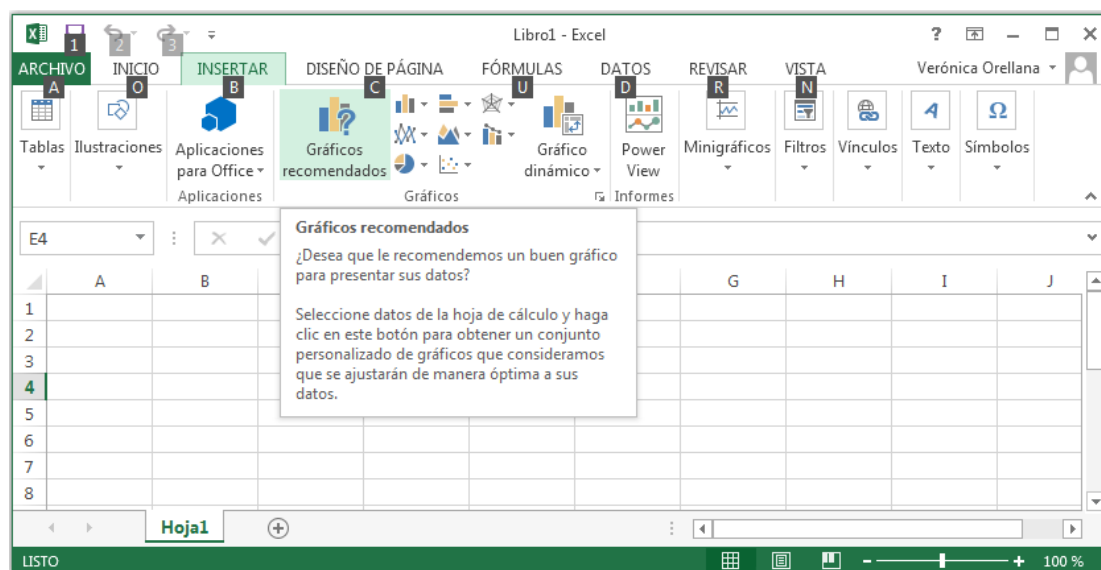 Libro1 - Excel
?
1 2 3
ARCHIVO INICIO INSERTAR DISEÑO DE PÁGINA FÓRMULAS DATOS REVISAR VISTA Verónica Orellana
A O B C U D R N
Tablas Ilustraciones Aplicaciones para Office Gráficos recomendados Gráfico dinámico Power View Minigráficos Filtros Vínculos Texto Símbolos
A Ω
Aplicaciones Gráficos Informes
E4
Gráficos recomendados
¿Desea que le recomendemos un buen gráfico
para presentar sus datos?
Seleccione datos de la hoja de cálculo y haga
clic en este botón para obtener un conjunto
personalizado de gráficos que consideramos
que se ajustarán de manera óptima a sus
datos.
A B G H I J
1
2
3
4
5
6
7
8
Hoja1
LISTO 100 %